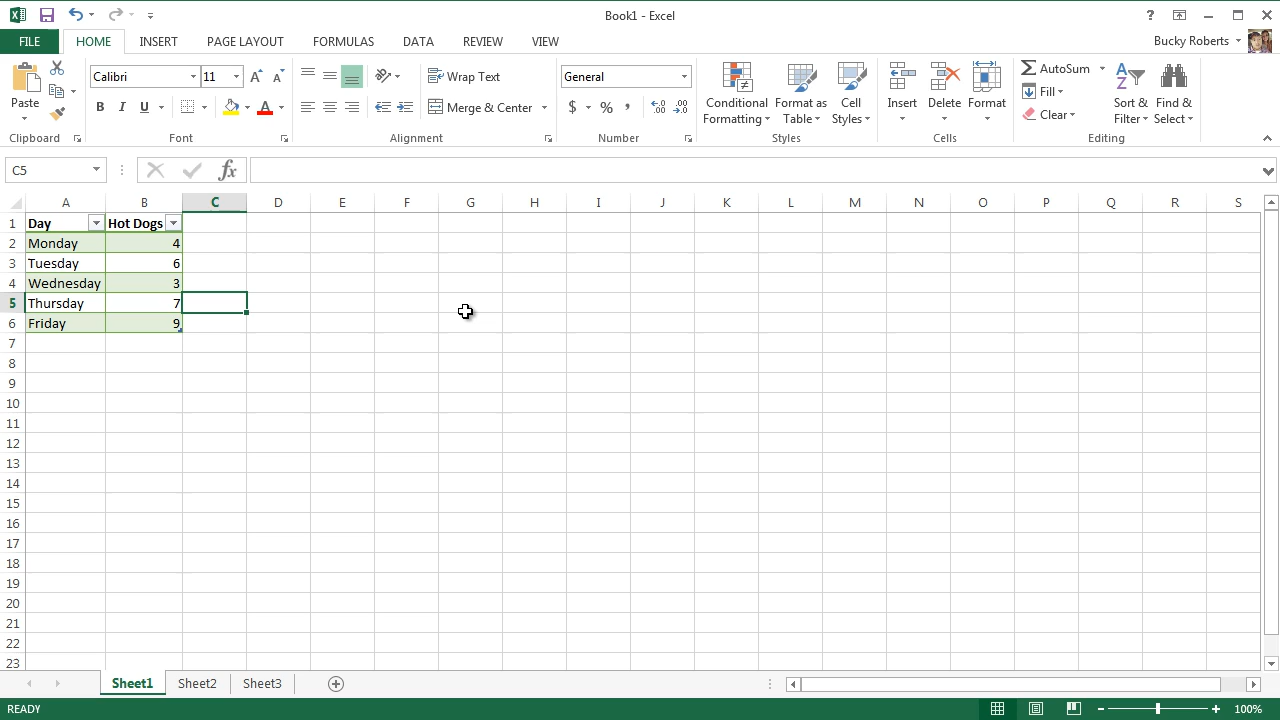 Book1 - Excel
?
FILE HOME INSERT PAGE LAYOUT FORMULAS DATA REVIEW VIEW Bucky Roberts
Paste Calibri 11 A A Wrap Text General Conditional Formatting Format as Table Cell Styles Insert Delete Format AutoSum Sort & Filter Find & Select
B I U A Merge & Center $ % , Fill
Clear
Clipboard Font Alignment Number Styles Cells Editing
C5 fx
A B C D E F G H I J K L M N O P Q R S
1 Day Hot Dogs
2 Monday 4
3 Tuesday 6
4 Wednesday 3
5 Thursday 7
6 Friday 9
7
8
9
10
11
12
13
14
15
16
17
18
19
20
21
22
23
Sheet1 Sheet2 Sheet3
READY 100%